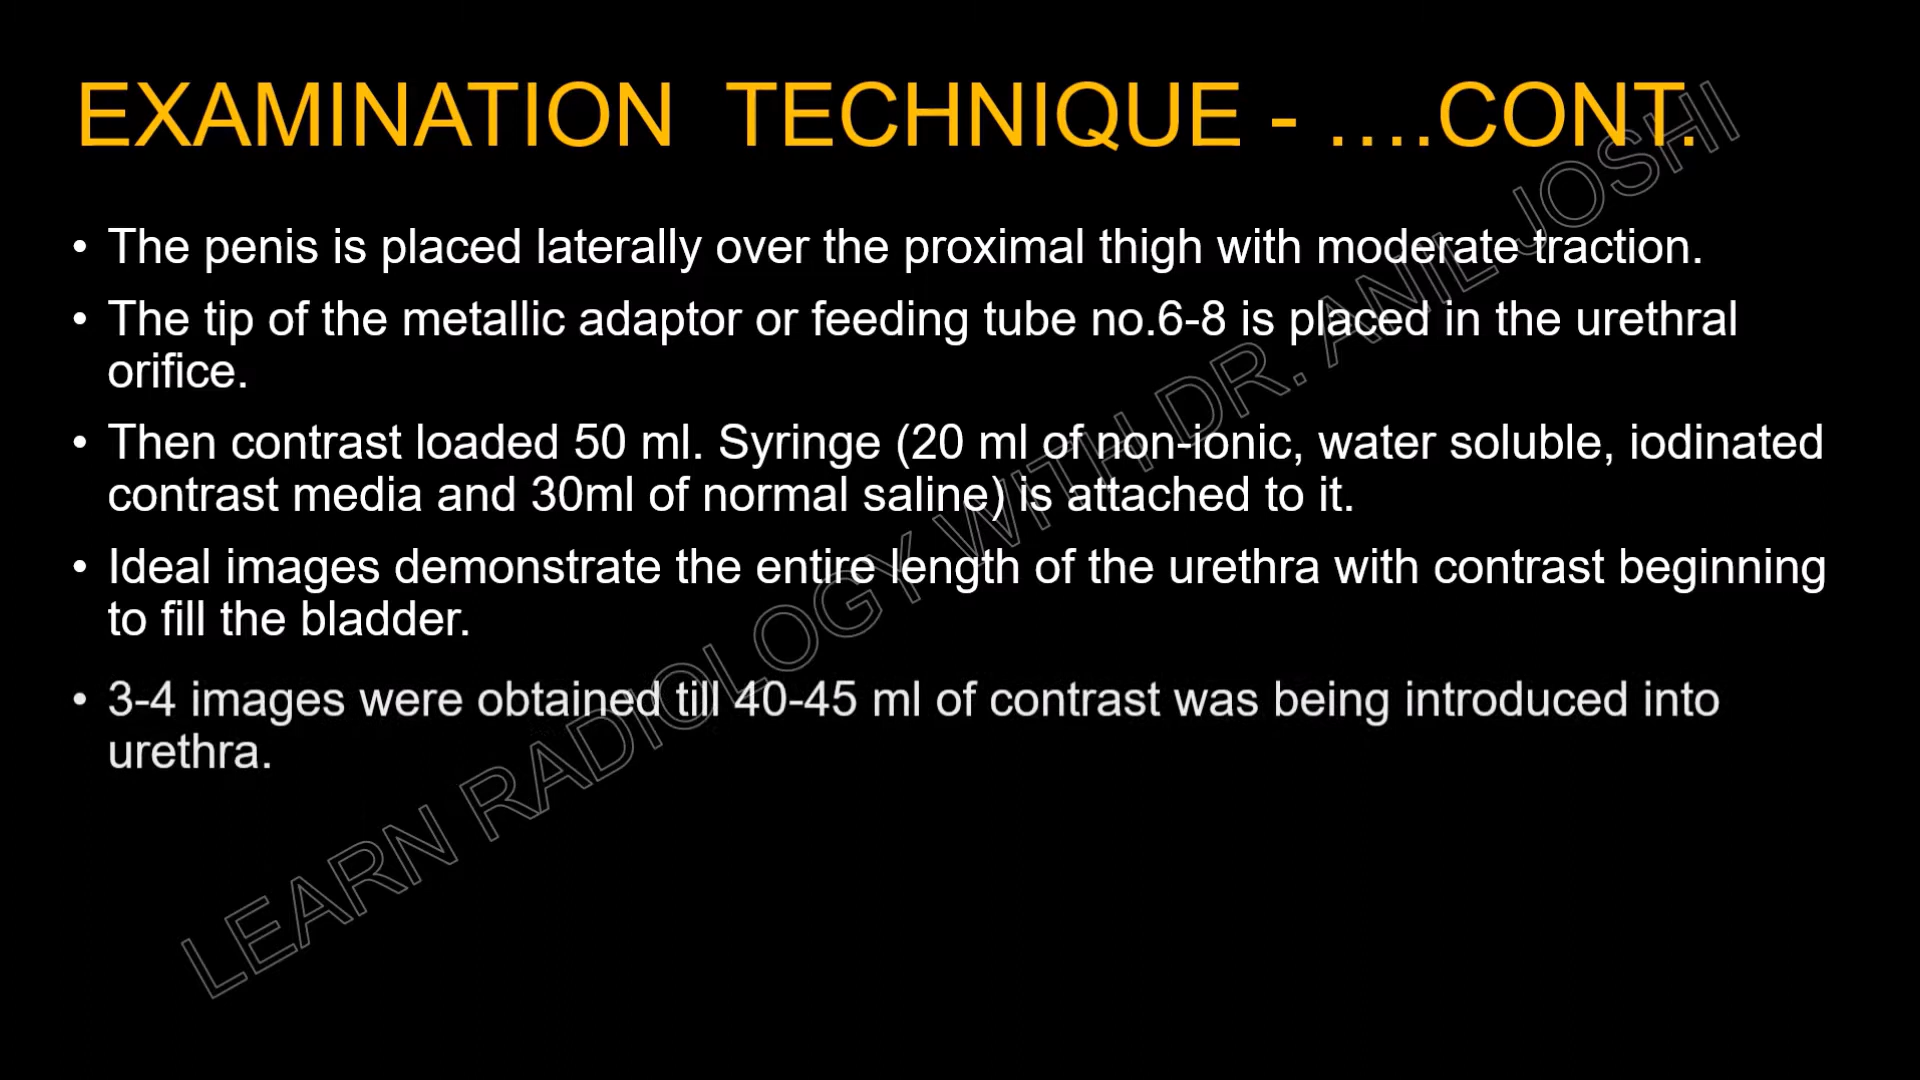 EXAMINATION TECHNIQUE - ....CONT.
• The penis is placed laterally over the proximal thigh with moderate traction.
• The tip of the metallic adaptor or feeding tube no.6-8 is placed in the urethral
orifice.
• Then contrast loaded 50 ml. Syringe (20 ml of non-ionic, water soluble, iodinated
contrast media and 30ml of normal saline) is attached to it.
• Ideal images demonstrate the entire length of the urethra with contrast beginning
to fill the bladder.
• 3-4 images were obtained till 40-45 ml of contrast was being introduced into
urethra.
LEARN RADIOLOGY WITH DR. ANIL JOSHI